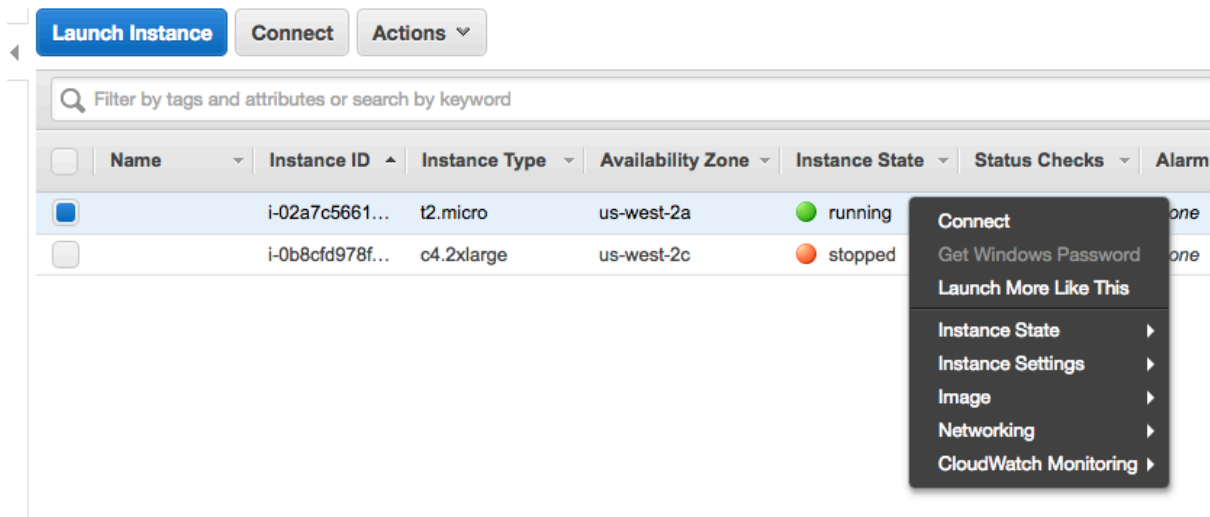 Launch Instance Connect Actions
Filter by tags and attributes or search by keyword
Name Instance ID Instance Type Availability Zone Instance State Status Checks Alarm
i-02a7c5661... t2.micro us-west-2a running one
i-0b8cfd978f... c4.2xlarge us-west-2c stopped one
Connect
Get Windows Password
Launch More Like This
Instance State
Instance Settings
Image
Networking
CloudWatch Monitoring